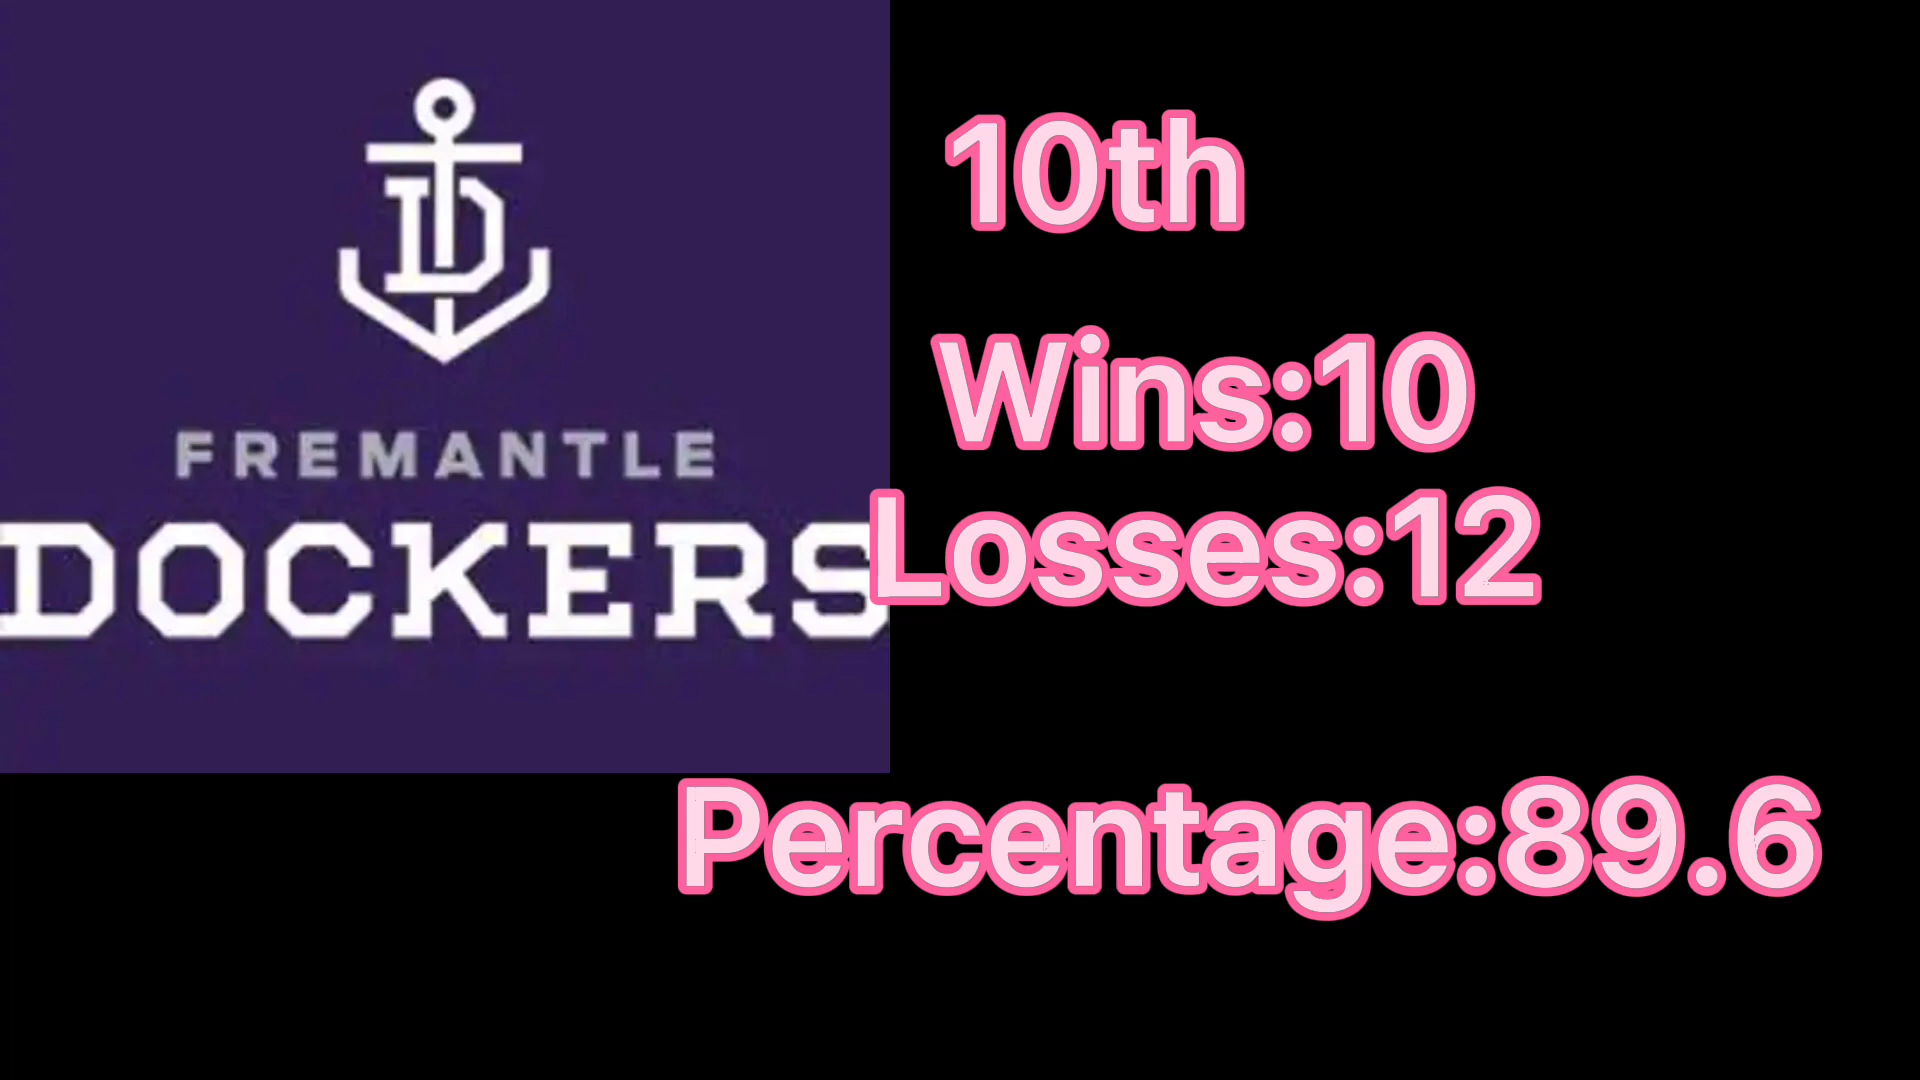 FREMANTLE
DOCKERS
10th
Wins:10
Losses:12
Percentage:89.6